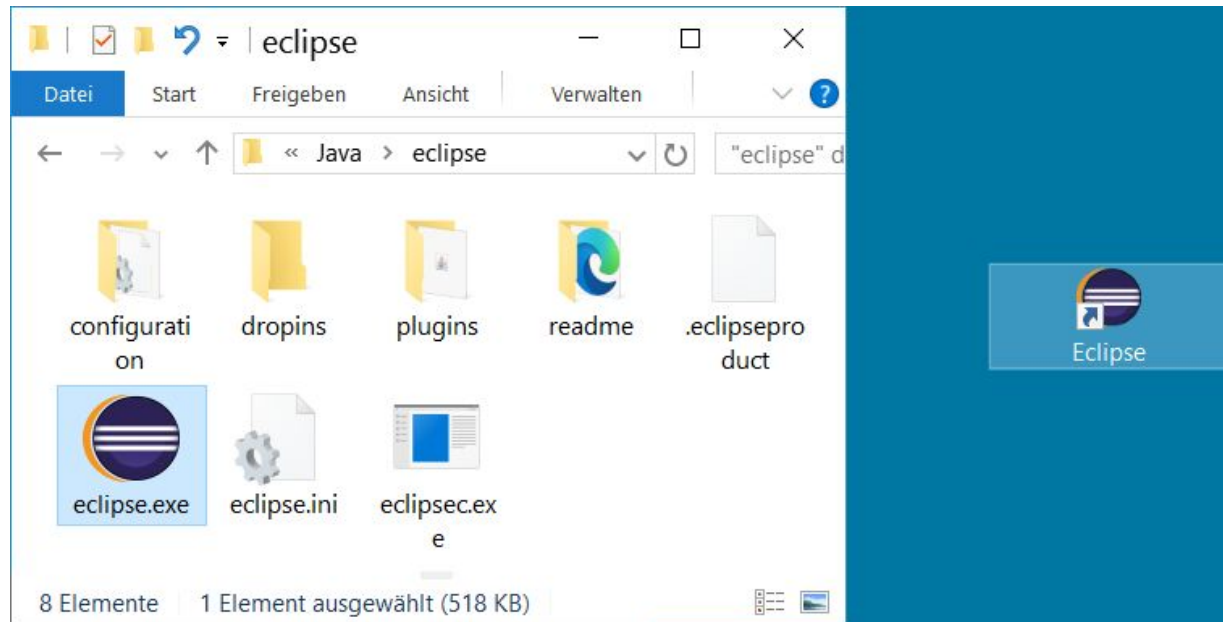 eclipse
Datei Start Freigeben Ansicht Verwalten ?
« Java > eclipse "eclipse" d
configurati
on
dropins
plugins
readme
.eclipsepro
duct
eclipse.exe
eclipse.ini
eclipsec.ex
e
Eclipse
8 Elemente 1 Element ausgewählt (518 KB)